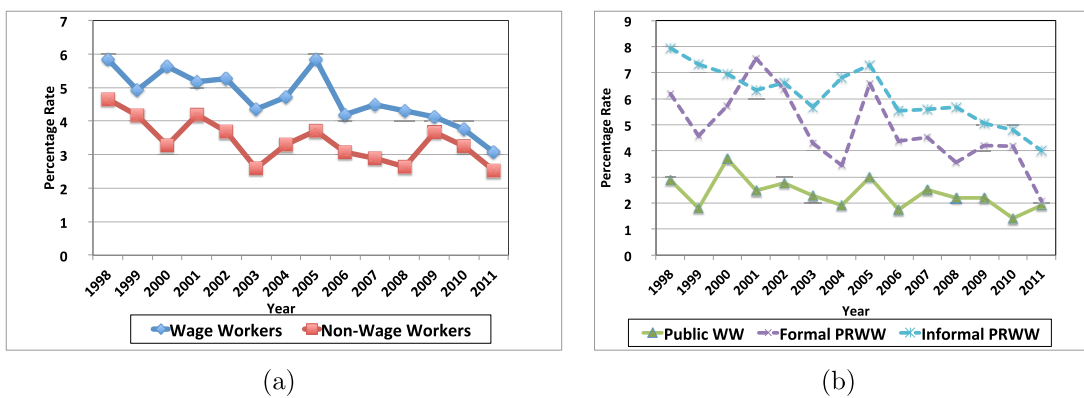 7
6
5
4
3
2
1
0
Percentage Rate
1998 1999 2000 2001 2002 2003 2004 2005 2006 2007 2008 2009 2010 2011
Year
Wage Workers Non-Wage Workers
(a)
9
8
7
6
5
4
3
2
1
0
Percentage Rate
1998 1999 2000 2001 2002 2003 2004 2005 2006 2007 2008 2009 2010 2011
Year
Public WW Formal PRWW Informal PRWW
(b)